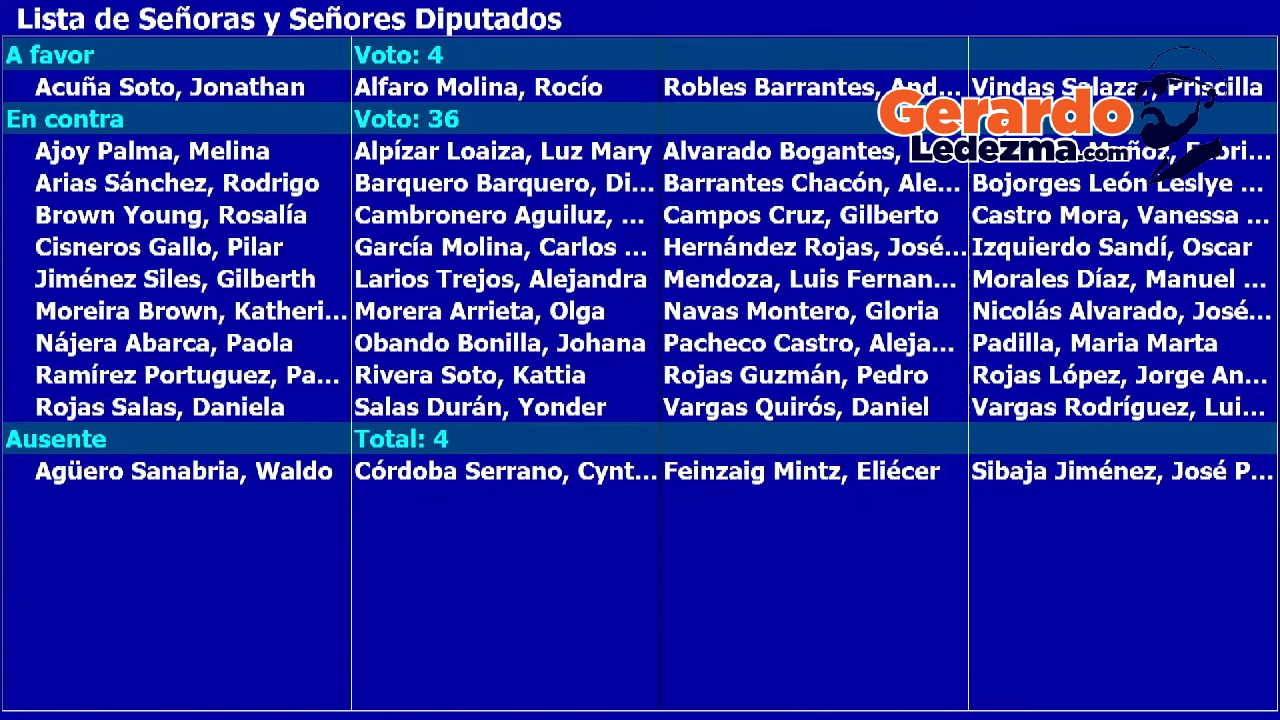 Lista de Señoras y Señores Diputados
A favor Voto: 4
Acuña Soto, Jonathan Alfaro Molina, Rocío Robles Barrantes, And... Vindas Salazar, Priscilla
En contra Voto: 36
Gerardo
Ledezma.com
Ajoy Palma, Melina Alpízar Loaiza, Luz Mary Alvarado Bogantes, Muñoz, Fabri...
Arias Sánchez, Rodrigo Barquero Barquero, Di... Barrantes Chacón, Ale... Bojorges León Leslye ...
Brown Young, Rosalía Cambronero Aguiluz, ... Campos Cruz, Gilberto Castro Mora, Vanessa ...
Cisneros Gallo, Pilar García Molina, Carlos ... Hernández Rojas, José... Izquierdo Sandí, Oscar
Jiménez Siles, Gilberth Larios Trejos, Alejandra Mendoza, Luis Fernan... Morales Díaz, Manuel ...
Moreira Brown, Katheri... Morera Arrieta, Olga Navas Montero, Gloria Nicolás Alvarado, José...
Nájera Abarca, Paola Obando Bonilla, Johana Pacheco Castro, Aleja... Padilla, Maria Marta
Ramírez Portuguez, Pa... Rivera Soto, Kattia Rojas Guzmán, Pedro Rojas López, Jorge An...
Rojas Salas, Daniela Salas Durán, Yonder Vargas Quirós, Daniel Vargas Rodríguez, Lui...
Ausente Total: 4
Agüero Sanabria, Waldo Córdoba Serrano, Cynt... Feinzaig Mintz, Eliécer Sibaja Jiménez, José P...